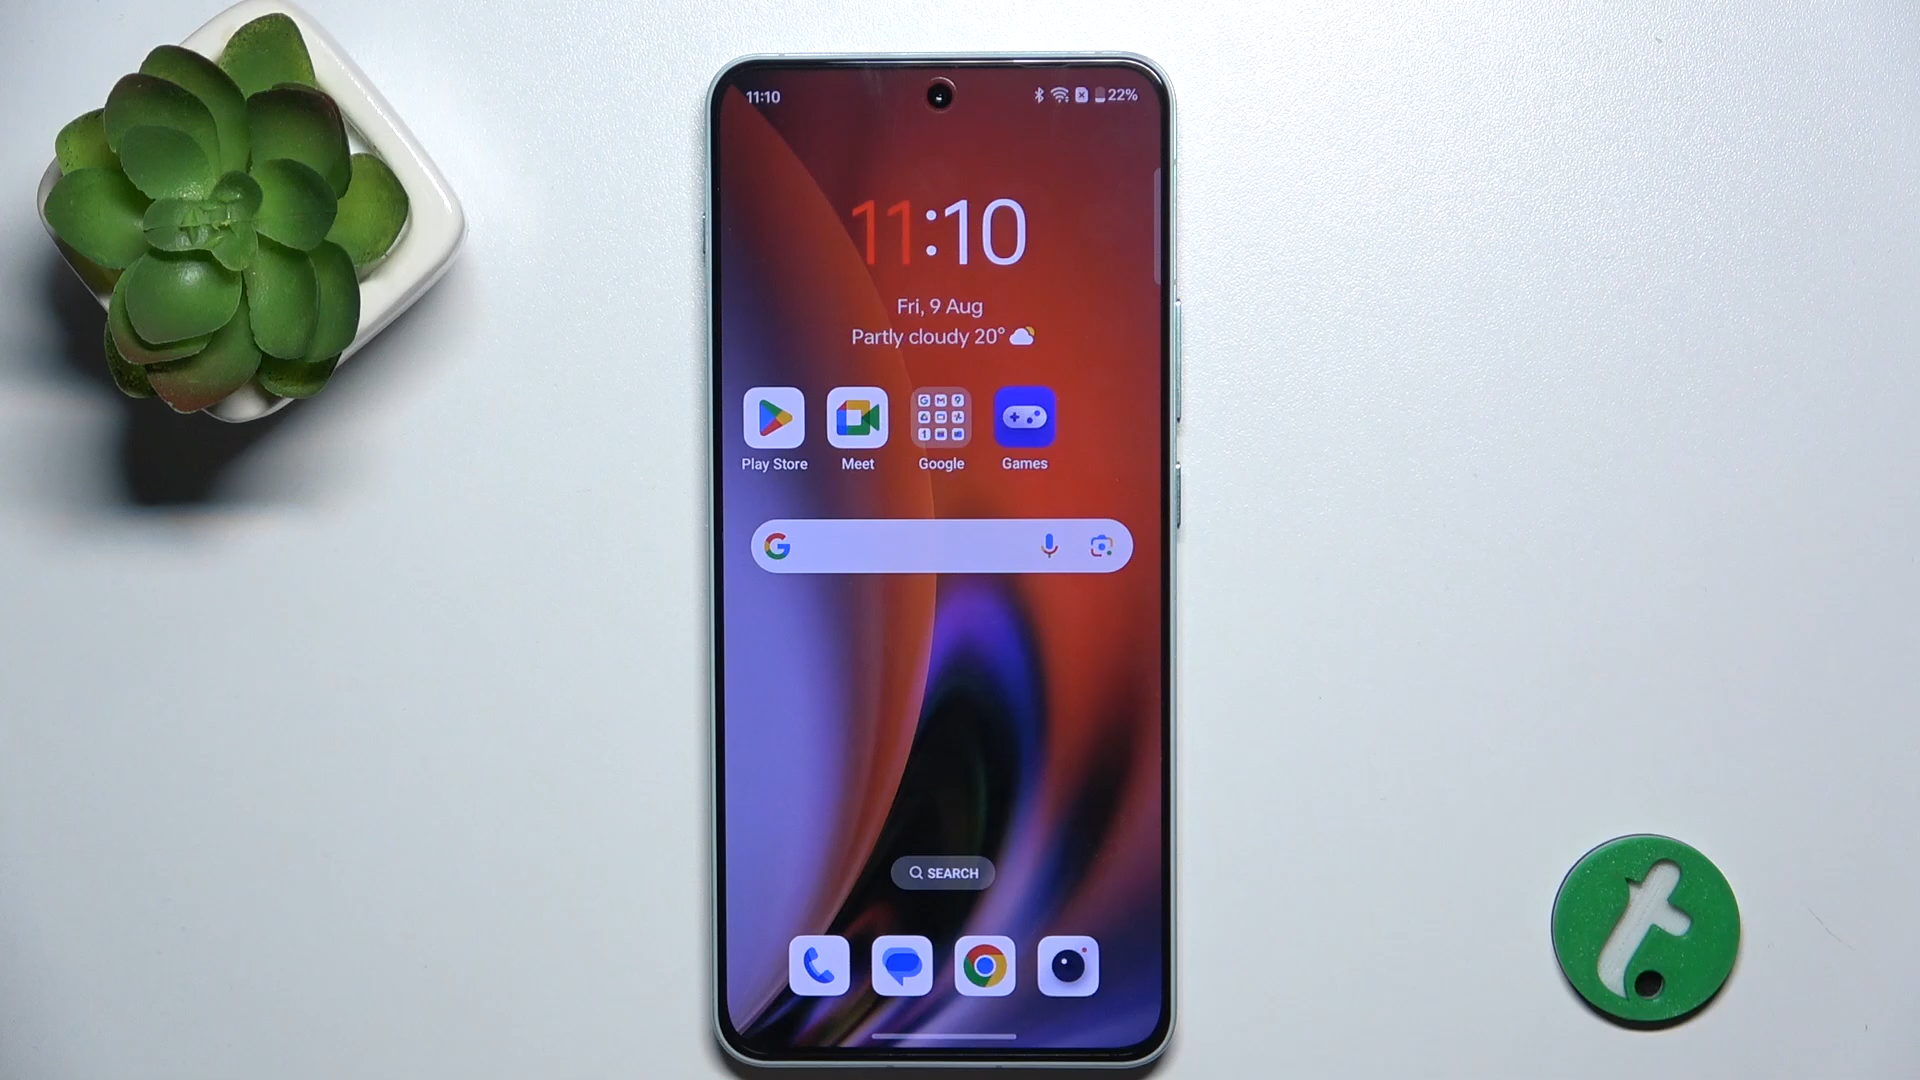 11:10
22%
11:10
Fri, 9 Aug
Partly cloudy 20°
Play Store
Meet
Google
Games
SEARCH